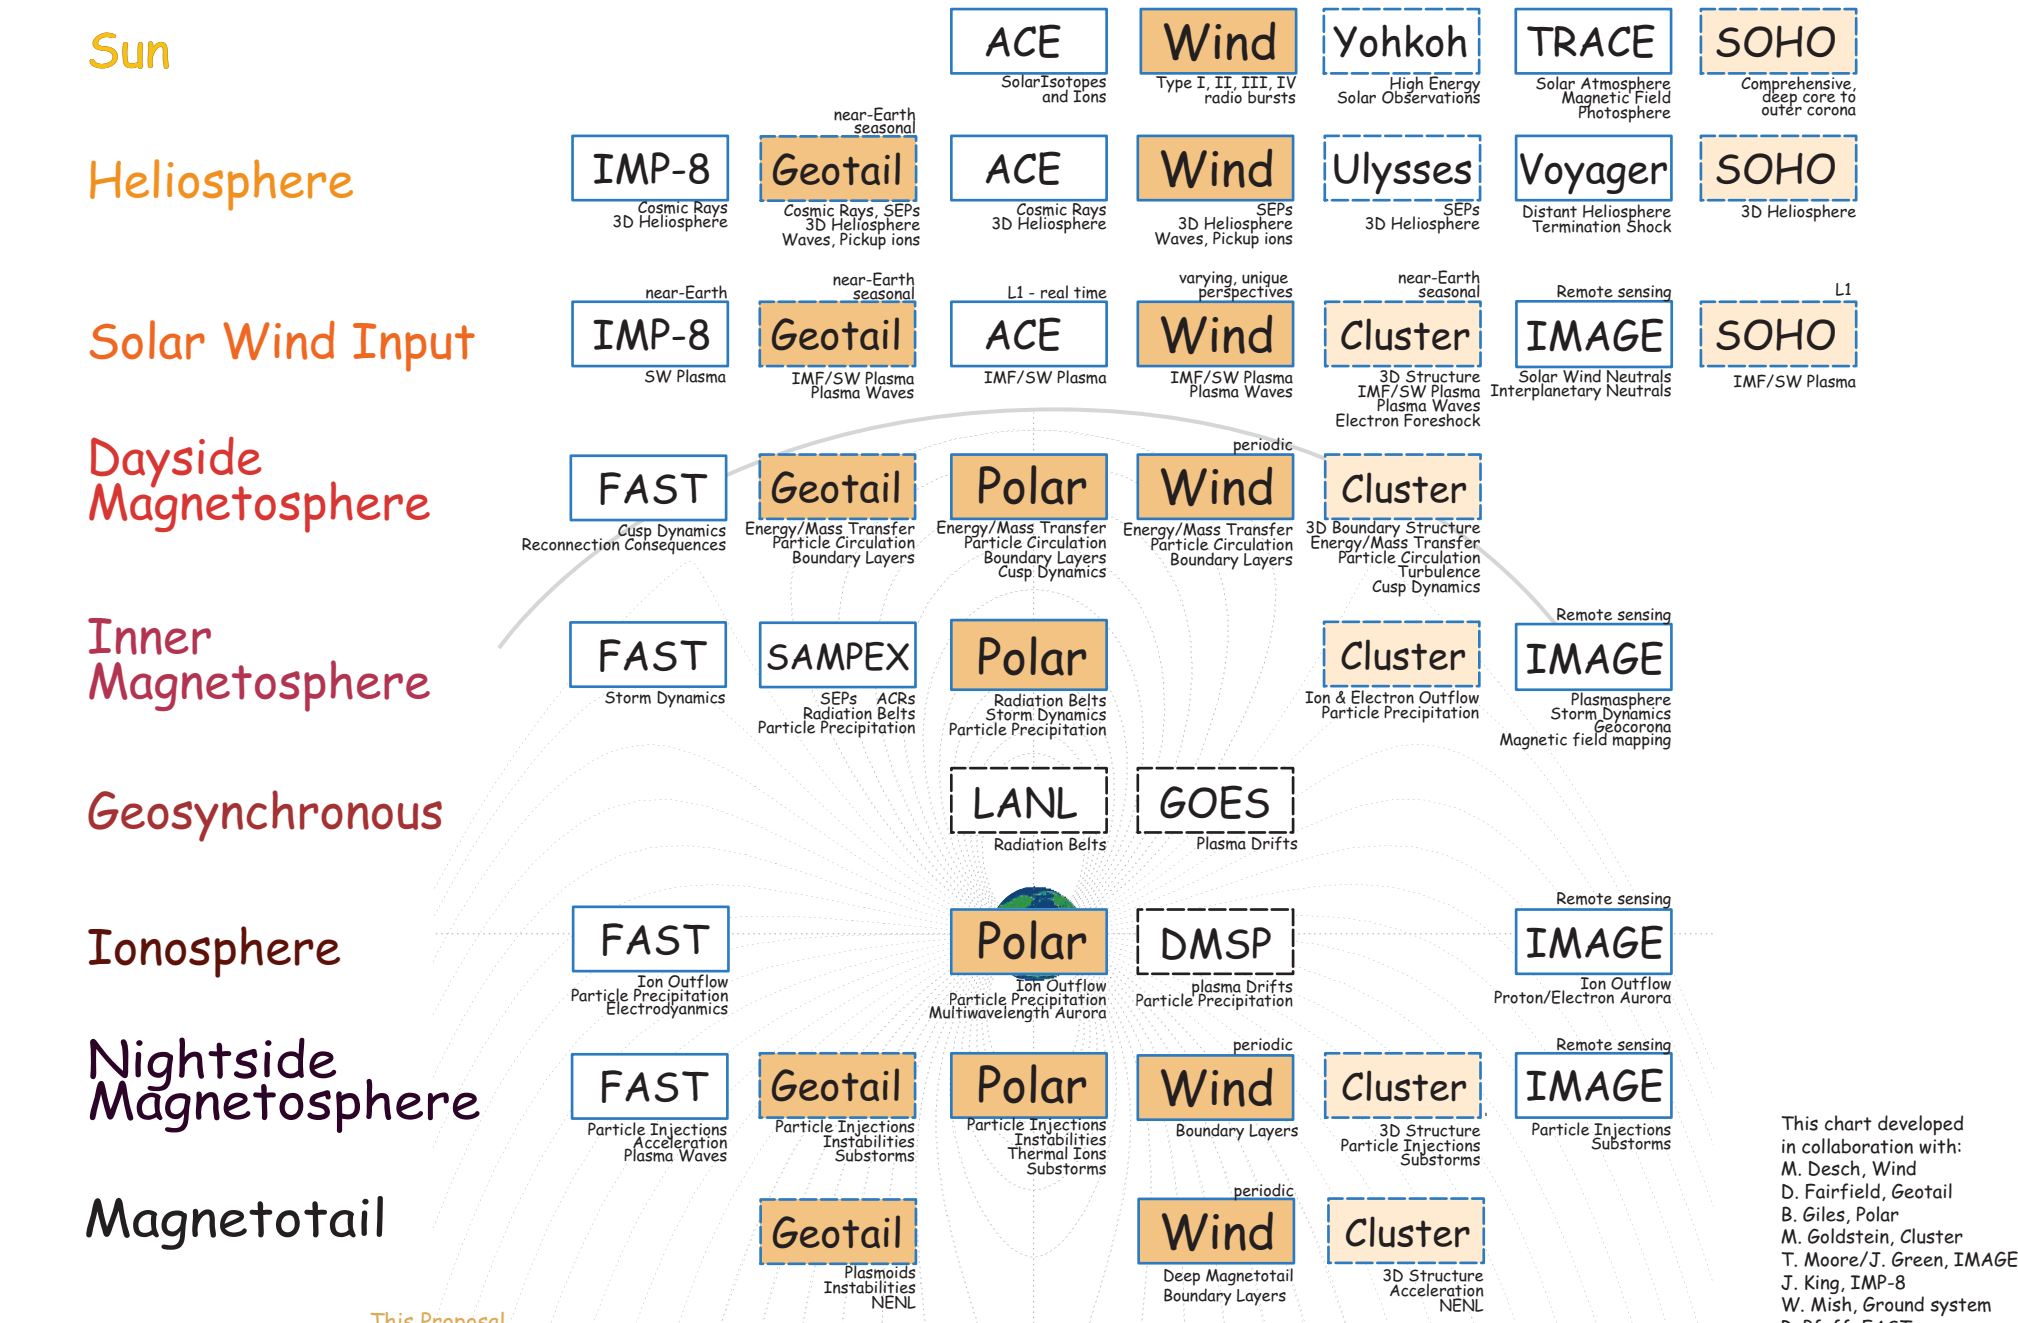 Sun
ACE
SolarIsotopes
and Ions
Wind
Type I, II, III, IV
radio bursts
Yohkoh
High Energy
Solar Observations
TRACE
Solar Atmosphere
Magnetic Field
Photosphere
SOHO
Comprehensive,
deep core to
outer corona
Heliosphere
IMP-8
Cosmic Rays
3D Heliosphere
near-Earth
seasonal
Geotail
Cosmic Rays, SEPs
3D Heliosphere
Waves, Pickup ions
ACE
Cosmic Rays
3D Heliosphere
Wind
SEPs
3D Heliosphere
Waves, Pickup ions
Ulysses
SEPs
3D Heliosphere
Voyager
Distant Heliosphere
Termination Shock
SOHO
3D Heliosphere
Solar Wind Input
near-Earth
IMP-8
SW Plasma
near-Earth
seasonal
Geotail
IMF/SW Plasma
Plasma Waves
L1 - real time
ACE
IMF/SW Plasma
varying, unique
perspectives
Wind
IMF/SW Plasma
Plasma Waves
near-Earth
seasonal
Cluster
3D Structure
IMF/SW Plasma
Plasma Waves
Electron Foreshock
Remote sensing
IMAGE
Solar Wind Neutrals
Interplanetary Neutrals
L1
SOHO
IMF/SW Plasma
Dayside
Magnetosphere
FAST
Cusp Dynamics
Reconnection Consequences
Geotail
Energy/Mass Transfer
Particle Circulation
Boundary Layers
Polar
Energy/Mass Transfer
Particle Circulation
Boundary Layers
Cusp Dynamics
periodic
Wind
Energy/Mass Transfer
Particle Circulation
Boundary Layers
Cluster
3D Boundary Structure
Energy/Mass Transfer
Particle Circulation
Turbulence
Cusp Dynamics
Inner
Magnetosphere
FAST
Storm Dynamics
SAMPEX
SEPs ACRs
Radiation Belts
Particle Precipitation
Polar
Radiation Belts
Storm Dynamics
Particle Precipitation
Cluster
Ion & Electron Outflow
Particle Precipitation
Remote sensing
IMAGE
Plasmasphere
Storm Dynamics
Geocorona
Magnetic field mapping
Geosynchronous
LANL
Radiation Belts
GOES
Plasma Drifts
Ionosphere
FAST
Ion Outflow
Particle Precipitation
Electrodyanmics
Polar
Ion Outflow
Particle Precipitation
Multiwavelength Aurora
DMSP
plasma Drifts
Particle Precipitation
Remote sensing
IMAGE
Ion Outflow
Proton/Electron Aurora
Nightside
Magnetosphere
FAST
Particle Injections
Acceleration
Plasma Waves
Geotail
Particle Injections
Instabilities
Substorms
Polar
Particle Injections
Instabilities
Thermal Ions
Substorms
periodic
Wind
Boundary Layers
Cluster
3D Structure
Particle Injections
Substorms
Remote sensing
IMAGE
Particle Injections
Substorms
Magnetotail
Geotail
Plasmoids
Instabilities
NENL
periodic
Wind
Deep Magnetotail
Boundary Layers
Cluster
3D Structure
Acceleration
NENL
This chart developed
in collaboration with:
M. Desch, Wind
D. Fairfield, Geotail
B. Giles, Polar
M. Goldstein, Cluster
T. Moore/J. Green, IMAGE
J. King, IMP-8
W. Mish, Ground system
This Proposal